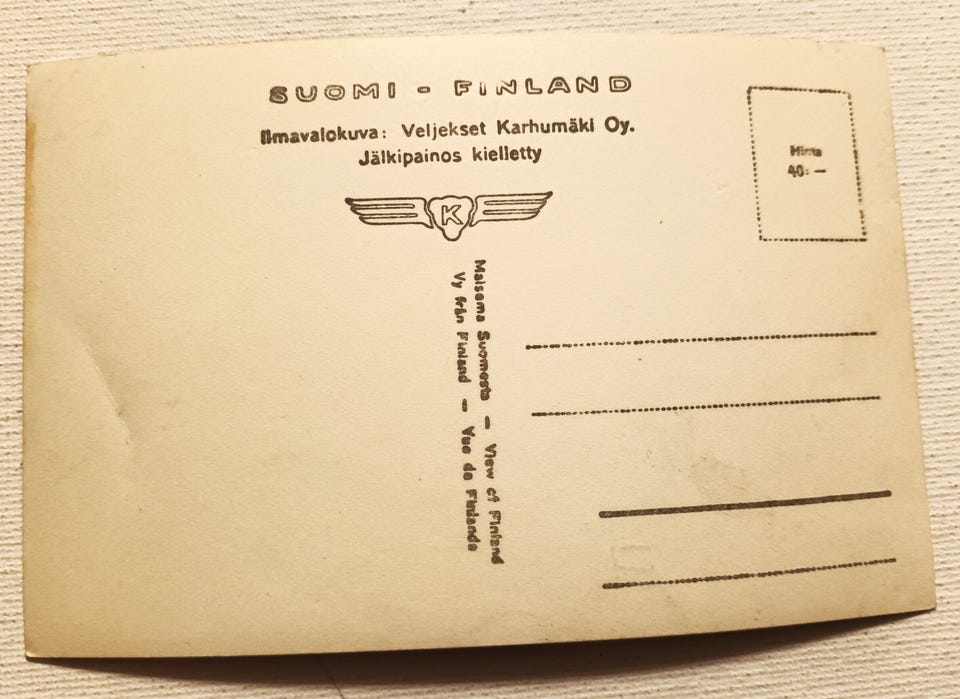 SUOMI - FINLAND
Ilmavalokuva: Veljekset Karhumäki Oy.
Jälkipainos kielletty
Hinta
40: —
K
Maisema Suomesta — View of Finland
Vy från Finland — Vue de Finlande